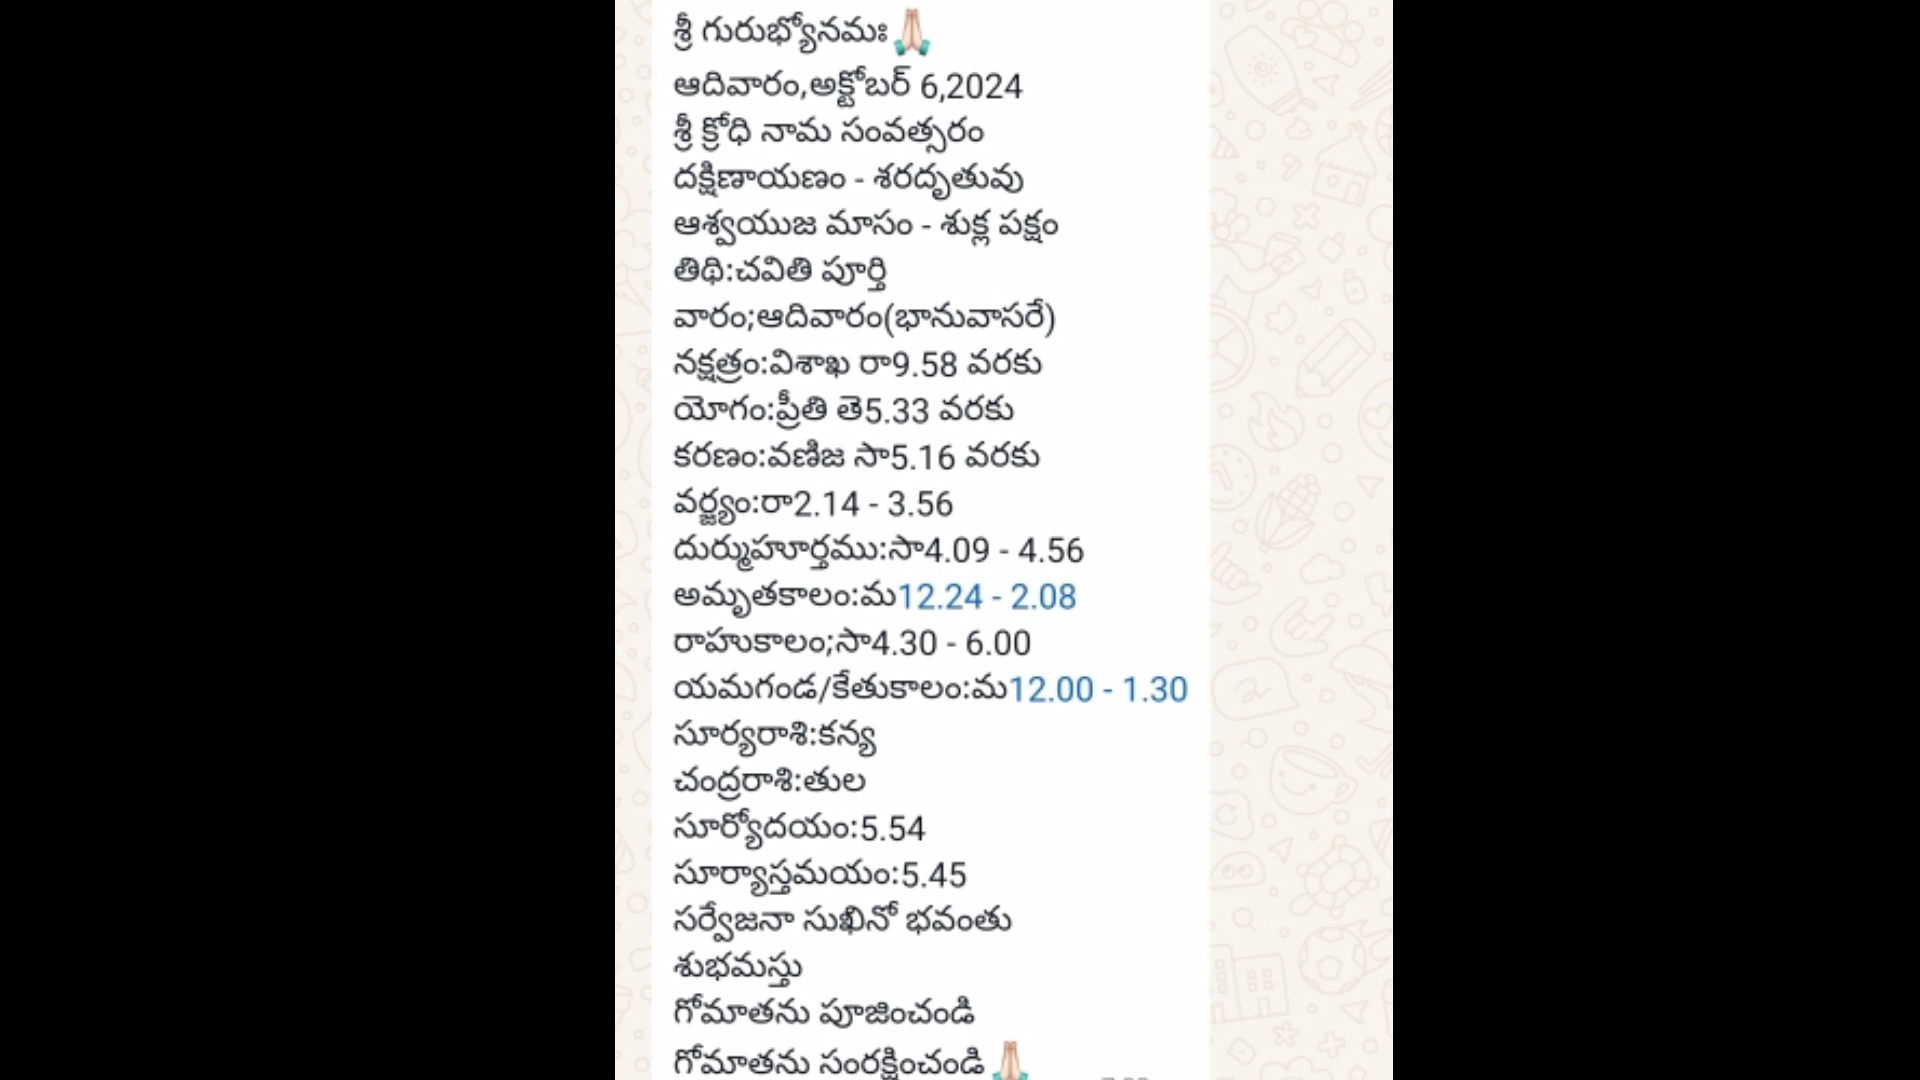 శ్రీ గురుభ్యోనమః🙏🏻
ఆదివారం,అక్టోబర్ 6,2024
శ్రీ క్రోధి నామ సంవత్సరం
దక్షిణాయణం - శరదృతువు
ఆశ్వయుజ మాసం - శుక్ల పక్షం
తిథి:చవితి పూర్తి
వారం;ఆదివారం(భానువాసరే)
నక్షత్రం:విశాఖ రా9.58 వరకు
యోగం:ప్రీతి తె5.33 వరకు
కరణం:వణిజ సా5.16 వరకు
వర్జ్యం:రా2.14 - 3.56
దుర్ముహూర్తము:సా4.09 - 4.56
అమృతకాలం:మ12.24 - 2.08
రాహుకాలం;సా4.30 - 6.00
యమగండ/కేతుకాలం:మ12.00 - 1.30
సూర్యరాశి:కన్య
చంద్రరాశి:తుల
సూర్యోదయం:5.54
సూర్యాస్తమయం:5.45
సర్వేజనా సుఖినో భవంతు
శుభమస్తు
గోమాతను పూజించండి
గోమాతను సంరక్షించండి🙏🏻